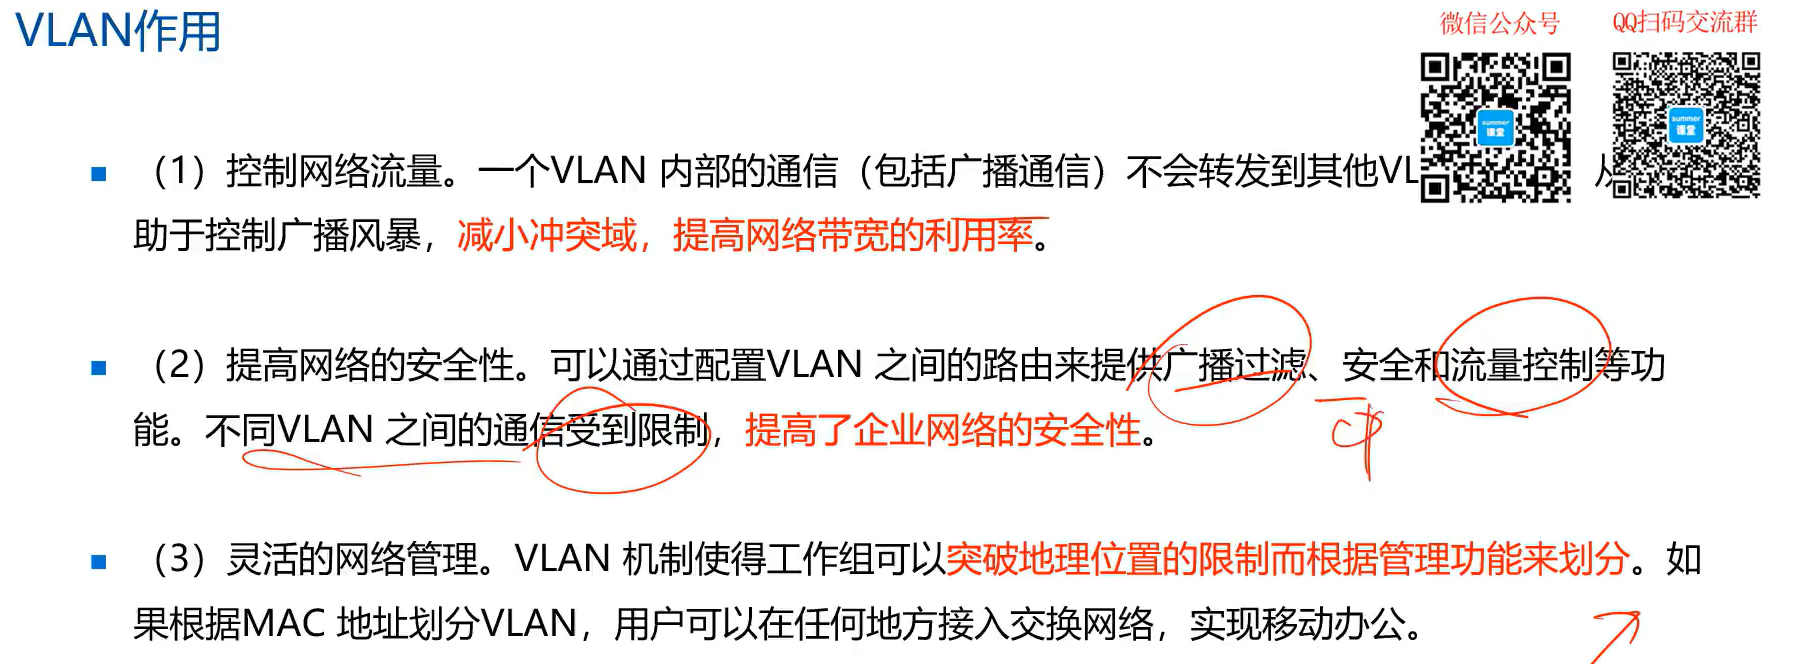 VLAN作用
微信公众号
QQ扫码交流群
summer
课堂
summer
课堂
（1）控制网络流量。一个VLAN 内部的通信（包括广播通信）不会转发到其他VL
助于控制广播风暴，减小冲突域，提高网络带宽的利用率。
（2）提高网络的安全性。可以通过配置VLAN 之间的路由来提供广播过滤、安全和流量控制等功
能。不同VLAN 之间的通信受到限制，提高了企业网络的安全性。
（3）灵活的网络管理。VLAN 机制使得工作组可以突破地理位置的限制而根据管理功能来划分。如
果根据MAC 地址划分VLAN，用户可以在任何地方接入交换网络，实现移动办公。